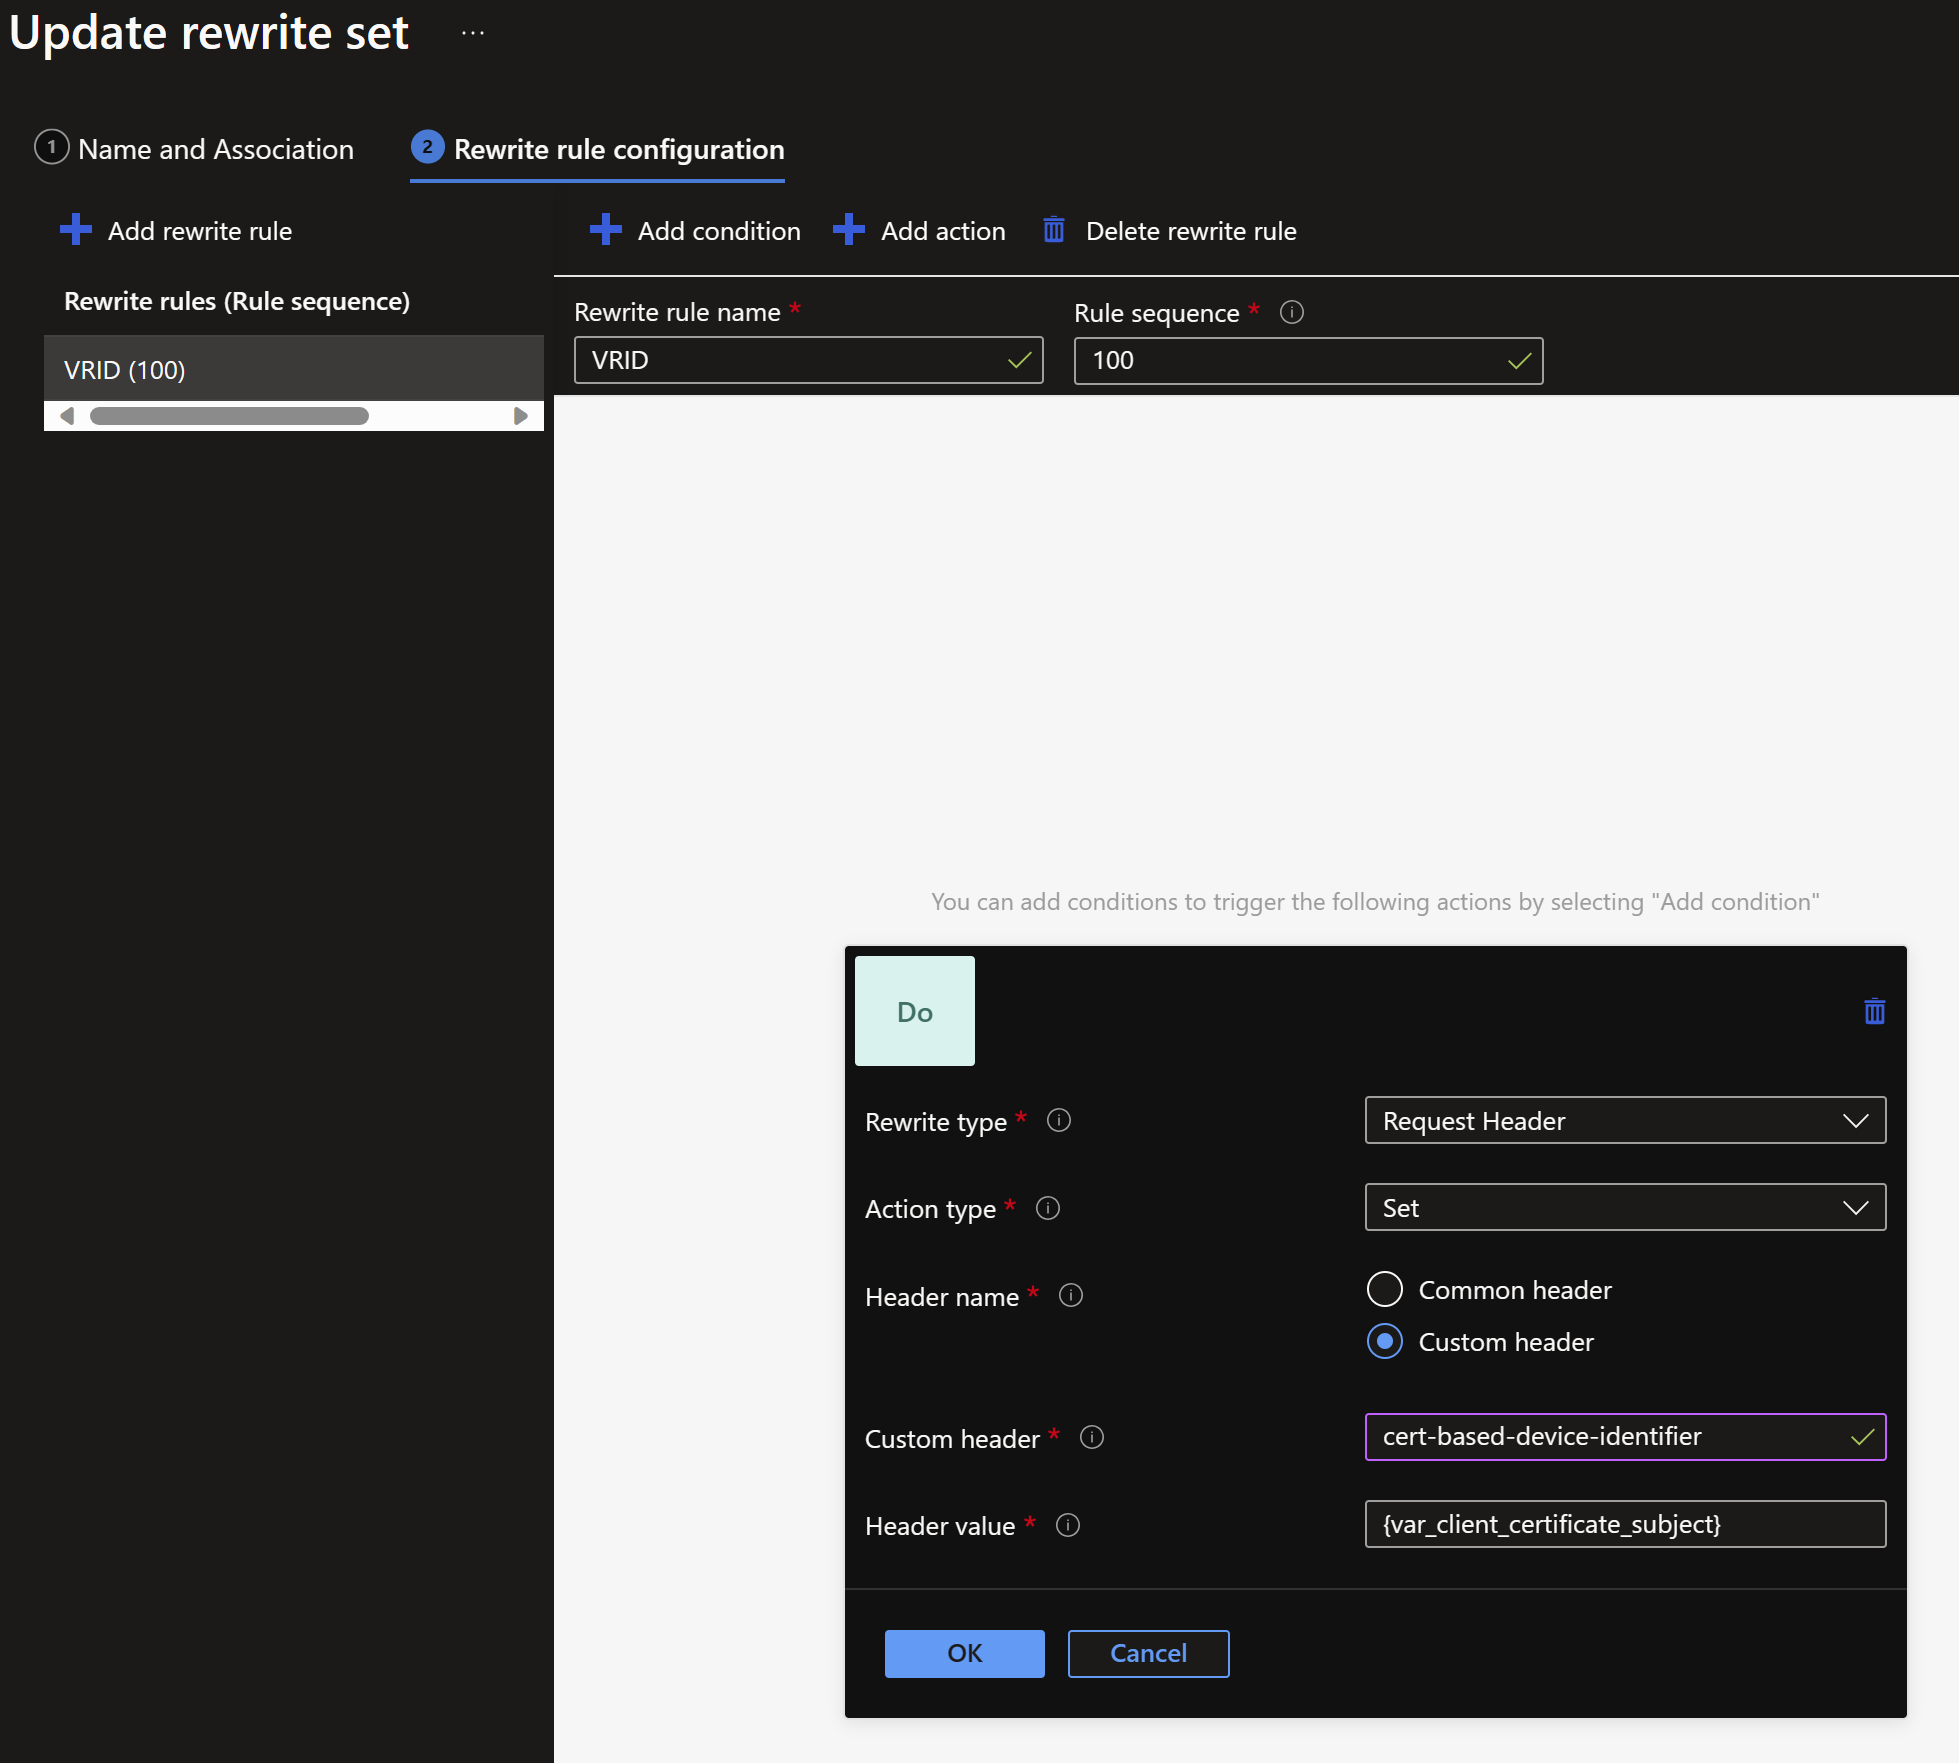 Update rewrite set ...
1 Name and Association
2 Rewrite rule configuration
Add rewrite rule
Add condition
Add action
Delete rewrite rule
Rewrite rules (Rule sequence)
VRID (100)
Rewrite rule name *
Rule sequence *
VRID
100
You can add conditions to trigger the following actions by selecting "Add condition"
Do
Rewrite type *
Request Header
Action type *
Set
Header name *
Common header
Custom header
Custom header *
cert-based-device-identifier
Header value *
{var_client_certificate_subject}
OK
Cancel